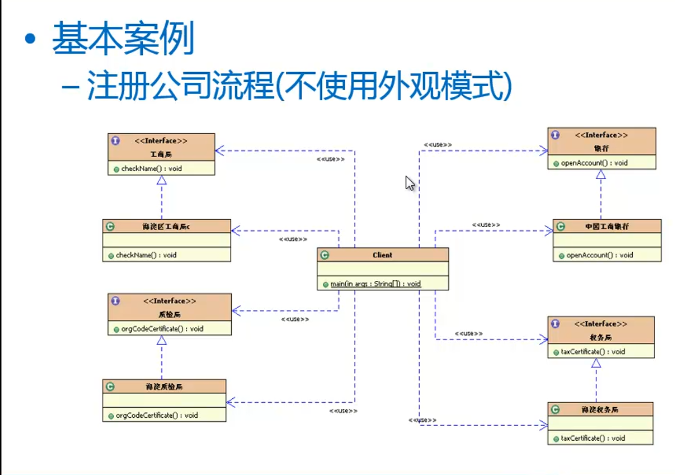 • 基本案例
– 注册公司流程(不使用外观模式)
I <<Interface>>
工商局
checkName() : void
<<use>>
C 海淀区工商局c
checkName() : void
<<use>>
I <<Interface>>
质检局
orgCodeCertificate() : void
<<use>>
C 海淀质检局
orgCodeCertificate() : void
<<use>>
C Client
main(in args : String[]) : void
<<use>>
I <<Interface>>
银行
openAccount() : void
<<use>>
C 中国工商银行
openAccount() : void
<<use>>
I <<Interface>>
税务局
taxCertificate() : void
<<use>>
C 海淀税务局
taxCertificate() : void